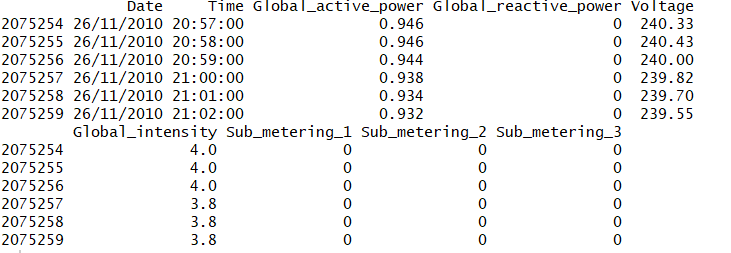 Date Time Global_active_power Global_reactive_power Voltage
2075254 26/11/2010 20:57:00 0.946 0 240.33
2075255 26/11/2010 20:58:00 0.946 0 240.43
2075256 26/11/2010 20:59:00 0.944 0 240.00
2075257 26/11/2010 21:00:00 0.938 0 239.82
2075258 26/11/2010 21:01:00 0.934 0 239.70
2075259 26/11/2010 21:02:00 0.932 0 239.55
Global_intensity Sub_metering_1 Sub_metering_2 Sub_metering_3
2075254 4.0 0 0 0
2075255 4.0 0 0 0
2075256 4.0 0 0 0
2075257 3.8 0 0 0
2075258 3.8 0 0 0
2075259 3.8 0 0 0